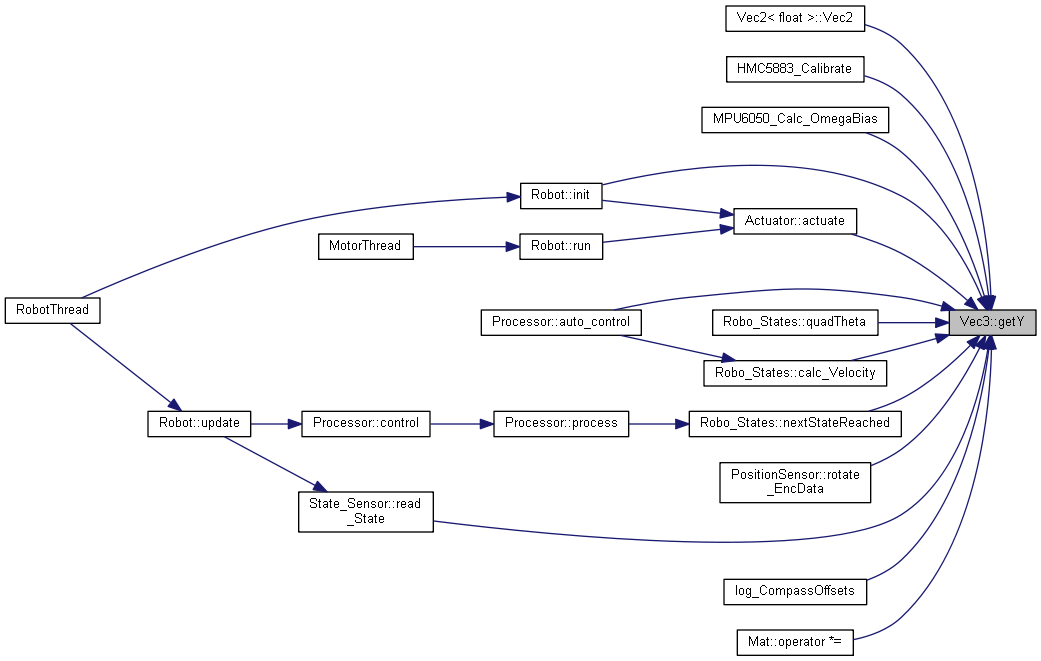 Vec2< float >::Vec2
HMC5883_Calibrate
MPU6050_Calc_OmegaBias
Robot::init
Actuator::actuate
MotorThread
Robot::run
RobotThread
Processor::auto_control
Robo_States::quadTheta
Vec3::getY
Robo_States::calc_Velocity
Robot::update
Processor::control
Processor::process
Robo_States::nextStateReached
PositionSensor::rotate
_EncData
State_Sensor::read
_State
log_CompassOffsets
Mat::operator *=